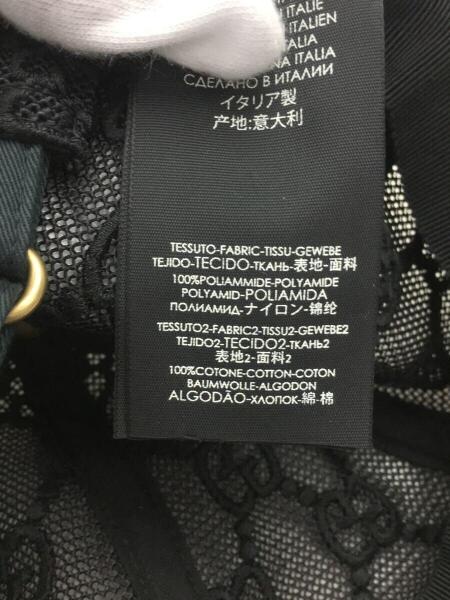 ITALIE
ITALIEN
ITALIA
NA ITALIA
СДЕЛАНО В ИТАЛИИ
イタリア製
产地:意大利
TESSUTO-FABRIC-TISSU-GEWEBE
TEJIDO-TECIDO-ТКАНЬ-表地-面料
100%POLIAMMIDE-POLYAMIDE
POLYAMID-POLIAMIDA
ПОЛИАМИД-ナイロン-锦纶
TESSUTO2-FABRIC2-TISSU2-GEWEBE2
TEJIDO2-TECIDO2-ТКАНЬ2
表地2-面料2
100%COTONE-COTTON-COTON
BAUMWOLLE-ALGODON
ALGODÃO-ХЛОПОК-綿-棉